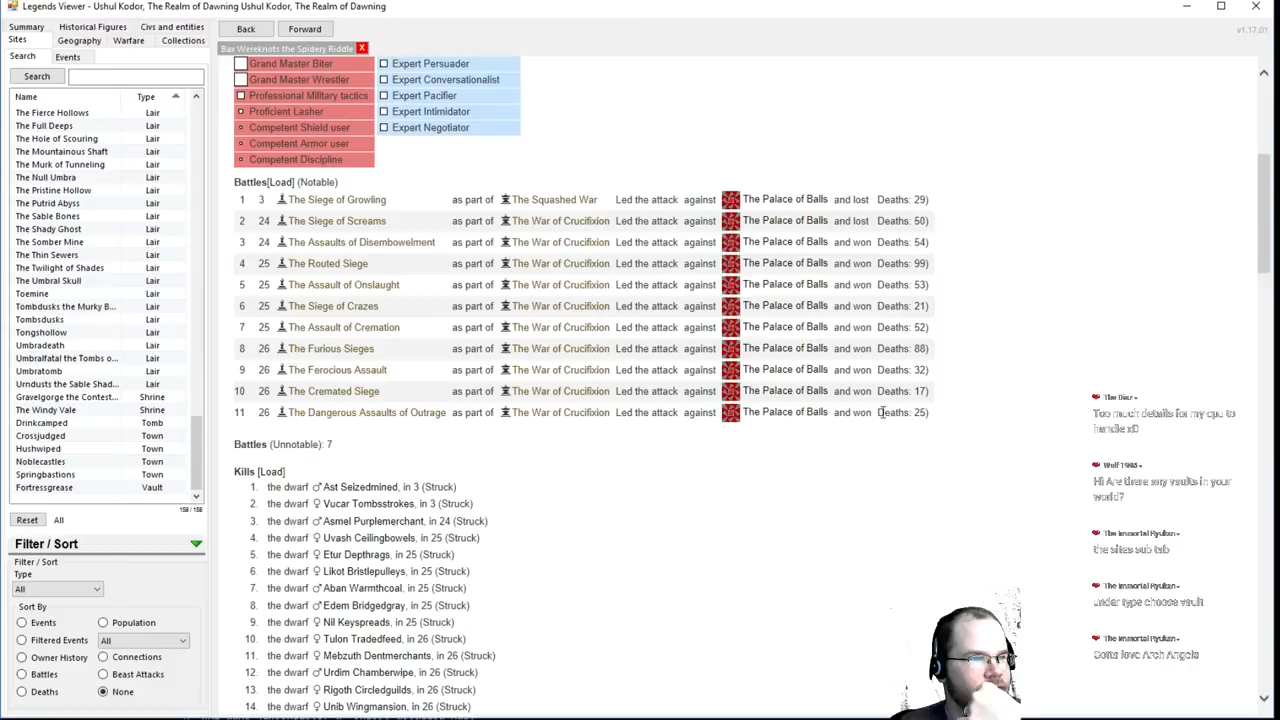 Legends Viewer - Ushul Kodor, The Realm of Dawning Ushul Kodor, The Realm of Dawning
Summary Historical Figures Civs and entities
Sites Geography Warfare Collections
Search Events
Search
Name Type
The Fierce Hollows Lair
The Full Deeps Lair
The Hole of Scouring Lair
The Mountainous Shaft Lair
The Murk of Tunneling Lair
The Null Umbra Lair
The Pristine Hollow Lair
The Putrid Abyss Lair
The Sable Bones Lair
The Shady Ghost Lair
The Somber Mine Lair
The Thin Sewers Lair
The Twilight of Shades Lair
The Umbral Skull Lair
Toemine Lair
Tombdusks the Murky B... Lair
Tombsdusks Lair
Tongshollow Lair
Umbradeath Lair
Umbralfatal the Tombs o... Lair
Umbratomb Lair
Urndusts the Sable Shad... Lair
Gravelgorge the Contest... Shrine
The Windy Vale Shrine
Drinkcamped Tomb
Crossjudged Town
Hushwiped Town
Noblecastles Town
Springbastions Town
Fortressgrease Vault
158 / 158
Reset All
Filter / Sort
Filter / Sort
Type
All
Sort By
Events Population
Filtered Events All
Owner History Connections
Battles Beast Attacks
Deaths None
Back Forward
v1.17.0?
Bax Wereknots the Spidery Riddle X
Grand Master Biter Expert Persuader
Grand Master Wrestler Expert Conversationalist
Professional Military tactics Expert Pacifier
Proficient Lasher Expert Intimidator
Competent Shield user Expert Negotiator
Competent Armor user
Competent Discipline
Battles[Load] (Notable)
1 3 The Siege of Growling as part of The Squashed War Led the attack against The Palace of Balls and lost Deaths: 29)
2 24 The Siege of Screams as part of The War of Crucifixion Led the attack against The Palace of Balls and lost Deaths: 50)
3 24 The Assaults of Disembowelment as part of The War of Crucifixion Led the attack against The Palace of Balls and won Deaths: 54)
4 25 The Routed Siege as part of The War of Crucifixion Led the attack against The Palace of Balls and won Deaths: 99)
5 25 The Assault of Onslaught as part of The War of Crucifixion Led the attack against The Palace of Balls and won Deaths: 53)
6 25 The Siege of Crazes as part of The War of Crucifixion Led the attack against The Palace of Balls and won Deaths: 21)
7 25 The Assault of Cremation as part of The War of Crucifixion Led the attack against The Palace of Balls and won Deaths: 52)
8 26 The Furious Sieges as part of The War of Crucifixion Led the attack against The Palace of Balls and won Deaths: 88)
9 26 The Ferocious Assault as part of The War of Crucifixion Led the attack against The Palace of Balls and won Deaths: 32)
10 26 The Cremated Siege as part of The War of Crucifixion Led the attack against The Palace of Balls and won Deaths: 17)
11 26 The Dangerous Assaults of Outrage as part of The War of Crucifixion Led the attack against The Palace of Balls and won Deaths: 25)
Battles (Unnotable): 7
Kills [Load]
1. the dwarf ♂ Ast Seizedmined, in 3 (Struck)
2. the dwarf ♀ Vucar Tombsstrokes, in 3 (Struck)
3. the dwarf ♂ Asmel Purplemerchant, in 24 (Struck)
4. the dwarf ♀ Uvash Ceilingbowels, in 25 (Struck)
5. the dwarf ♀ Etur Depthrags, in 25 (Struck)
6. the dwarf ♀ Likot Bristlepulleys, in 25 (Struck)
7. the dwarf ♂ Aban Warmthcoal, in 25 (Struck)
8. the dwarf ♂ Edem Bridgedgray, in 25 (Struck)
9. the dwarf ♀ Nil Keyspreads, in 25 (Struck)
10. the dwarf ♀ Tulon Tradedfeed, in 26 (Struck)
11. the dwarf ♂ Mebzuth Dentmerchants, in 26 (Struck)
12. the dwarf ♂ Urdim Chamberwipe, in 26 (Struck)
13. the dwarf ♀ Rigoth Circledguilds, in 26 (Struck)
14. the dwarf ♀ Unib Wingmansion, in 26 (Struck)
Too much details for my cpu to
handle xD
Wulf 1986
Hi Are there any vaults in your
world?
The Immortal Ryukan
the sites sub tab
The Immortal Ryukan
under type choose vault
The Immortal Ryukan
Gotta love Arch Angels